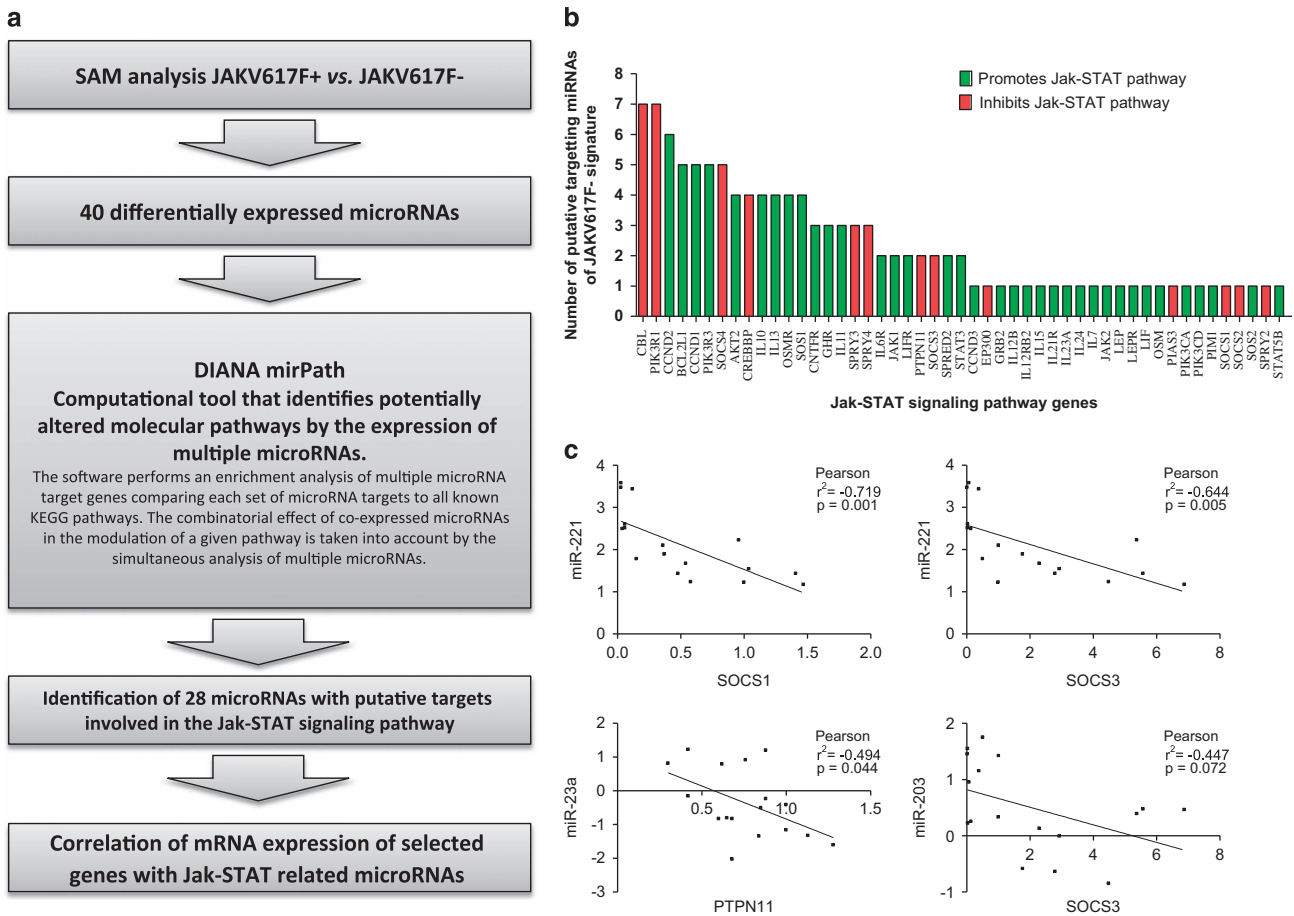 a
SAM analysis JAKV617F+ vs. JAKV617F-
40 differentially expressed microRNAs
DIANA mirPath
Computational tool that identifies potentially
altered molecular pathways by the expression of
multiple microRNAs.
The software performs an enrichment analysis of multiple microRNA
target genes comparing each set of microRNA targets to all known
KEGG pathways. The combinatorial effect of co-expressed microRNAs
in the modulation of a given pathway is taken into account by the
simultaneous analysis of multiple microRNAs.
Identification of 28 microRNAs with putative targets
involved in the Jak-STAT signaling pathway
Correlation of mRNA expression of selected
genes with Jak-STAT related microRNAs
b
Number of putative targetting miRNAs
of JAKV617F- signature
8
7
6
5
4
3
2
1
0
Promotes Jak-STAT pathway
Inhibits Jak-STAT pathway
CBL
PIK3R1
CCND2
BCL2L1
CCND1
PIK3R3
SOCS4
AKT2
CREBBP
IL10
IL13
OSMR
SOS1
CNTFR
GHR
IL11
SPRY3
SPRY4
IL6R
JAK1
LIFR
PTPN11
SOCS3
SPRED2
STAT3
CCND3
EP300
GRB2
IL12B
IL12RB2
IL15
IL21R
IL23A
IL24
IL7
JAK2
LEP
LEPR
LIF
OSM
PIAS3
PIK3CA
PIK3CD
PIM1
SOCS1
SOCS2
SOS2
SPRY2
STAT5B
Jak-STAT signaling pathway genes
c
miR-221
4
3
2
1
0
Pearson
r²= -0.719
p = 0.001
0.0 0.5 1.0 1.5 2.0
SOCS1
miR-221
4
3
2
1
0
Pearson
r²= -0.644
p = 0.005
0 2 4 6 8
SOCS3
miR-23a
2
1
0
-1
-2
-3
Pearson
r²= -0.494
p = 0.044
0.5 1.0 1.5
PTPN11
miR-203
2
1
0
-1
Pearson
r²= -0.447
p = 0.072
2 4 6 8
SOCS3